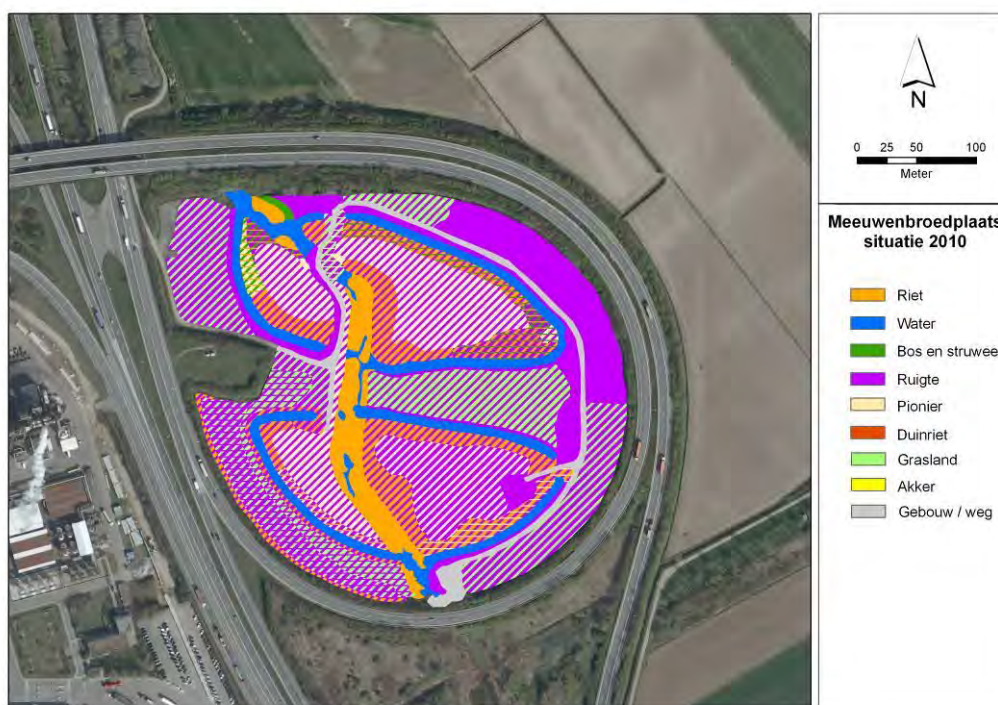 N
0 25 50 100
Meter
Meeuwenbroedplaats
situatie 2010
Riet
Water
Bos en struwee
Ruigte
Pionier
Duinriet
Grasland
Akker
Gebouw / weg